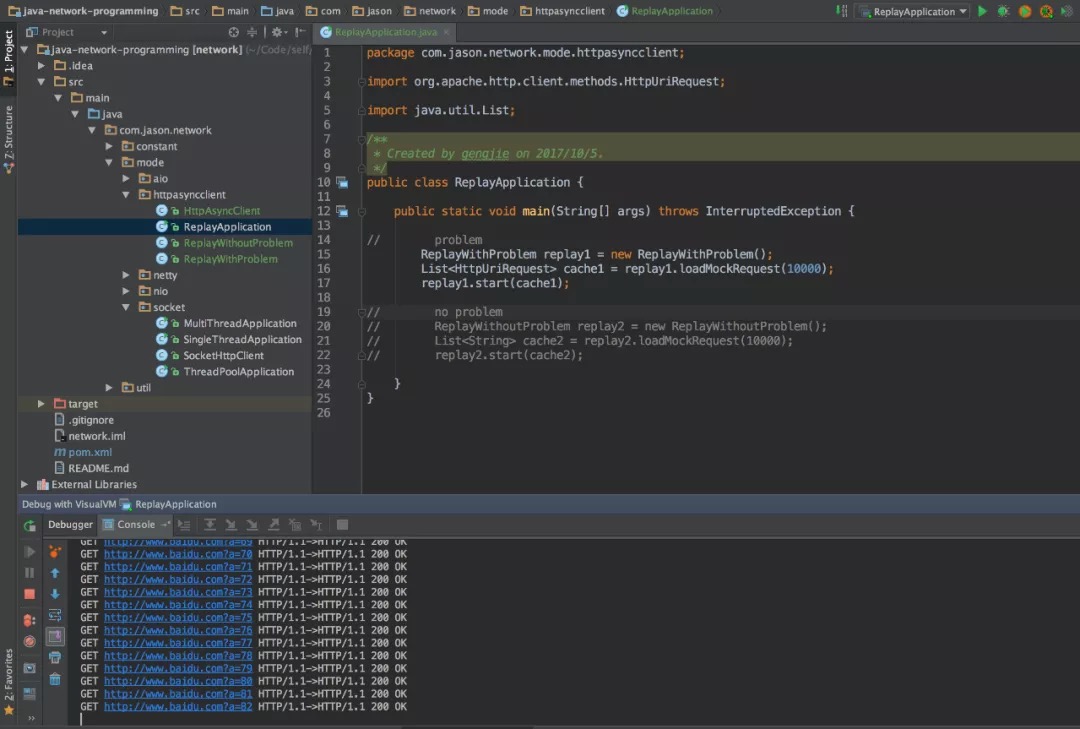 java-network-programming src main java com jason network mode httpasyncclient ReplayApplication ReplayApplication
1: Project
Project
ReplayApplication.java ×
java-network-programming [network] (~/Code/self/
.idea
src
main
java
com.jason.network
constant
mode
aio
httpasyncclient
HttpAsyncClient
ReplayApplication
ReplayWithoutProblem
ReplayWithProblem
netty
nio
socket
MultiThreadApplication
SingleThreadApplication
SocketHttpClient
ThreadPoolApplication
util
target
.gitignore
network.iml
pom.xml
README.md
External Libraries
Z: Structure
2: Favorites
1 package com.jason.network.mode.httpasyncclient;
2
3 import org.apache.http.client.methods.HttpUriRequest;
4
5 import java.util.List;
6
7 /**
8 * Created by gengjie on 2017/10/5.
9 */
10 public class ReplayApplication {
11
12 public static void main(String[] args) throws InterruptedException {
13
14 // problem
15 ReplayWithProblem replay1 = new ReplayWithProblem();
16 List<HttpUriRequest> cache1 = replay1.loadMockRequest(10000);
17 replay1.start(cache1);
18
19 // no problem
20 // ReplayWithoutProblem replay2 = new ReplayWithoutProblem();
21 // List<String> cache2 = replay2.loadMockRequest(10000);
22 // replay2.start(cache2);
23
24 }
25 }
26
Debug with VisualVM ReplayApplication
Debugger Console
GET http://www.baidu.com?a=69 HTTP/1.1->HTTP/1.1 200 OK
GET http://www.baidu.com?a=70 HTTP/1.1->HTTP/1.1 200 OK
GET http://www.baidu.com?a=71 HTTP/1.1->HTTP/1.1 200 OK
GET http://www.baidu.com?a=72 HTTP/1.1->HTTP/1.1 200 OK
GET http://www.baidu.com?a=73 HTTP/1.1->HTTP/1.1 200 OK
GET http://www.baidu.com?a=74 HTTP/1.1->HTTP/1.1 200 OK
GET http://www.baidu.com?a=75 HTTP/1.1->HTTP/1.1 200 OK
GET http://www.baidu.com?a=76 HTTP/1.1->HTTP/1.1 200 OK
GET http://www.baidu.com?a=77 HTTP/1.1->HTTP/1.1 200 OK
GET http://www.baidu.com?a=78 HTTP/1.1->HTTP/1.1 200 OK
GET http://www.baidu.com?a=79 HTTP/1.1->HTTP/1.1 200 OK
GET http://www.baidu.com?a=80 HTTP/1.1->HTTP/1.1 200 OK
GET http://www.baidu.com?a=81 HTTP/1.1->HTTP/1.1 200 OK
GET http://www.baidu.com?a=82 HTTP/1.1->HTTP/1.1 200 OK